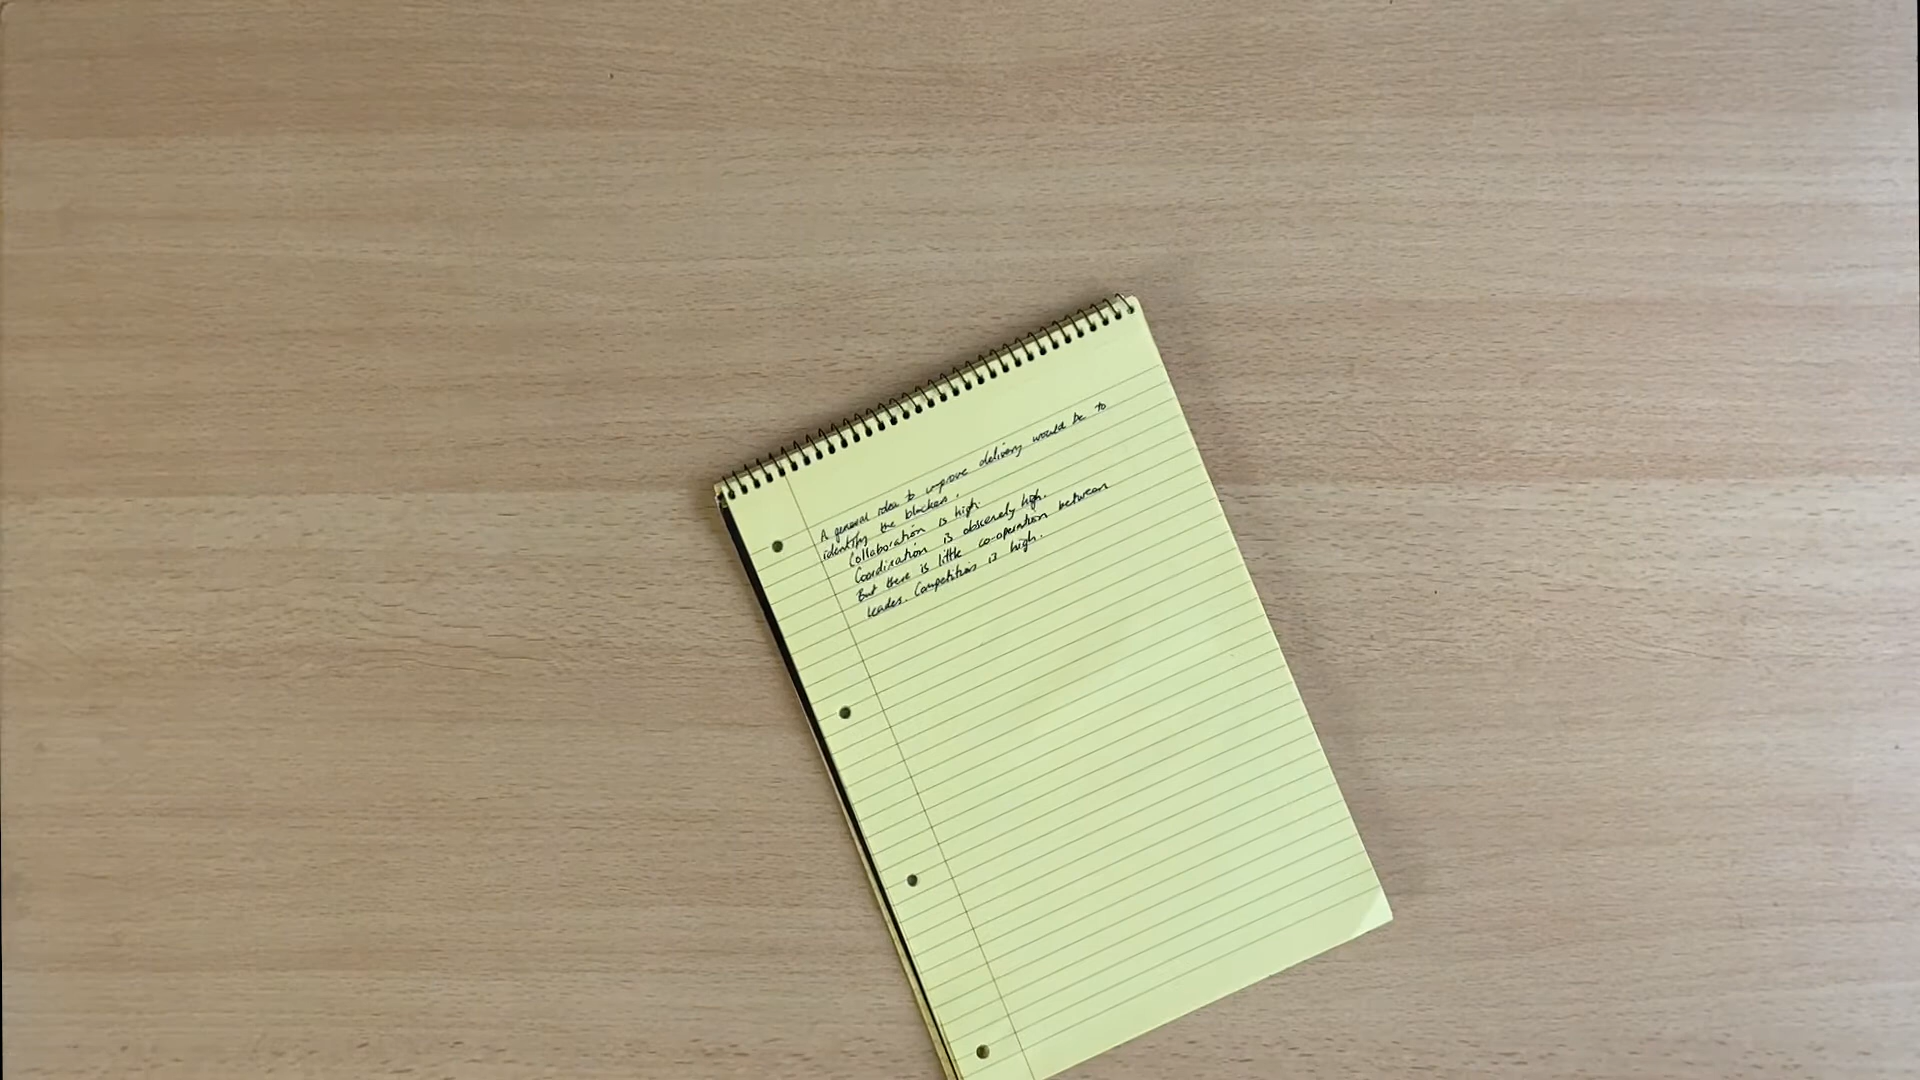 A general idea to improve delivery would be to
identify the blockers.
Collaboration is high.
Coordination is obscenely high.
But there is little co-operation between
leaders. Competition is high.